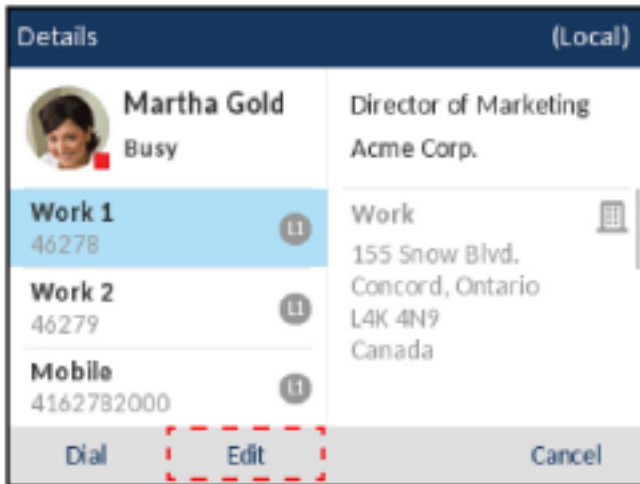 Details (Local)
Martha Gold
Busy
Director of Marketing
Acme Corp.
Work 1
46278
L1
Work 2
46279
L1
Mobile
4162782000
L1
Work
155 Snow Blvd.
Concord, Ontario
L4K 4N9
Canada
Dial Edit Cancel